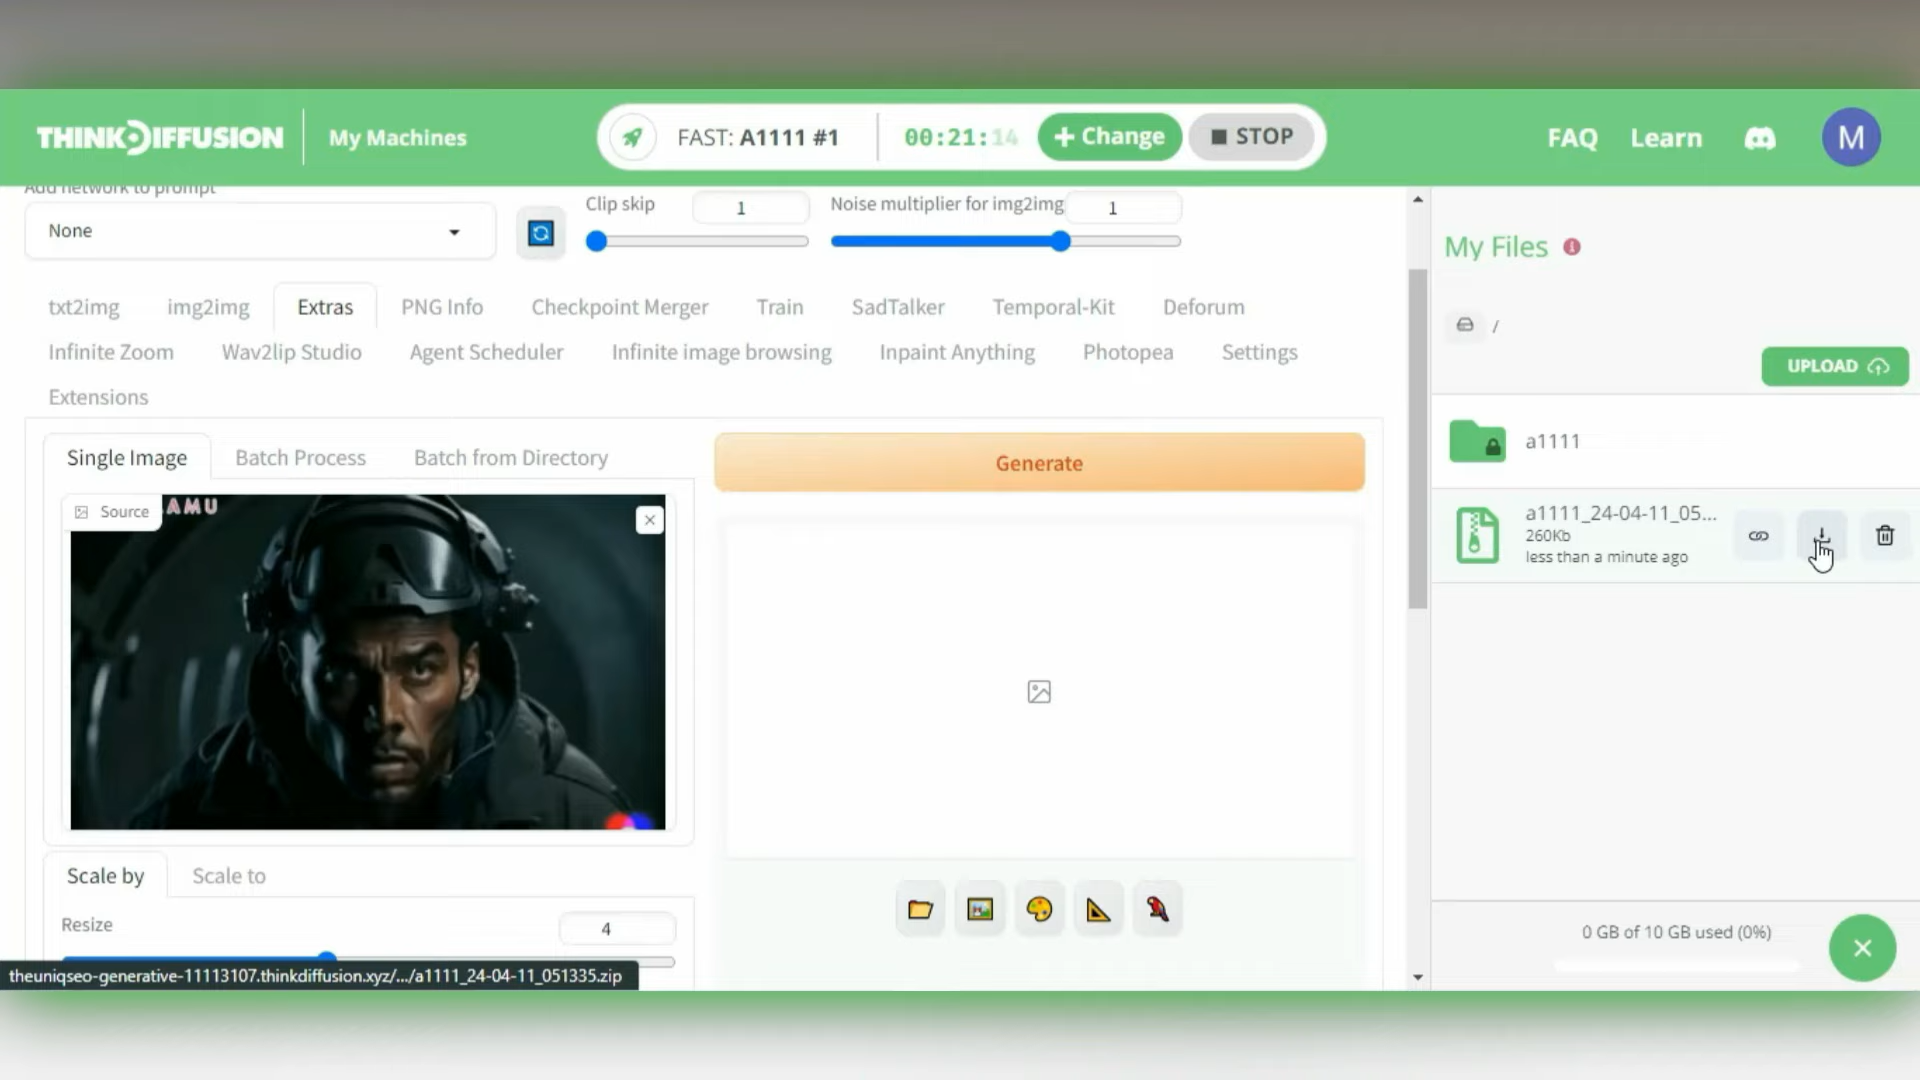 THINKDIFFUSION
My Machines
FAST: A1111 #1
00:21:14
+ Change
STOP
FAQ
Learn
M
Add network to prompt
None
Clip skip
1
Noise multiplier for img2img
1
txt2img
img2img
Extras
PNG Info
Checkpoint Merger
Train
SadTalker
Temporal-Kit
Deforum
Infinite Zoom
Wav2lip Studio
Agent Scheduler
Infinite image browsing
Inpaint Anything
Photopea
Settings
Extensions
Single Image
Batch Process
Batch from Directory
Source
AMU
Generate
Scale by
Scale to
Resize
4
theuniqseo-generative-11113107.thinkdiffusion.xyz/.../a1111_24-04-11_051335.zip
My Files
/
UPLOAD
a1111
a1111_24-04-11_05...
260Kb
less than a minute ago
0 GB of 10 GB used (0%)